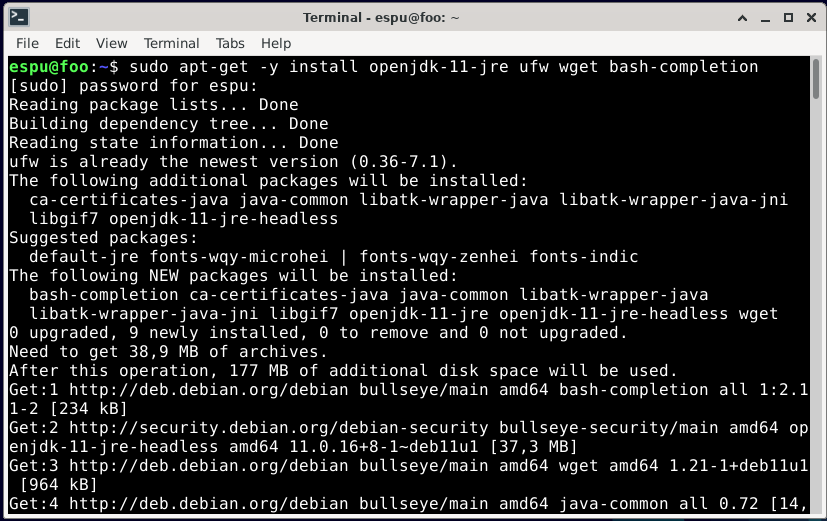 Terminal - espu@foo: ~
File Edit View Terminal Tabs Help
espu@foo:~$ sudo apt-get -y install openjdk-11-jre ufw wget bash-completion
[sudo] password for espu:
Reading package lists... Done
Building dependency tree... Done
Reading state information... Done
ufw is already the newest version (0.36-7.1).
The following additional packages will be installed:
  ca-certificates-java java-common libatk-wrapper-java libatk-wrapper-java-jni
  libgif7 openjdk-11-jre-headless
Suggested packages:
  default-jre fonts-wqy-microhei | fonts-wqy-zenhei fonts-indic
The following NEW packages will be installed:
  bash-completion ca-certificates-java java-common libatk-wrapper-java
  libatk-wrapper-java-jni libgif7 openjdk-11-jre openjdk-11-jre-headless wget
0 upgraded, 9 newly installed, 0 to remove and 0 not upgraded.
Need to get 38,9 MB of archives.
After this operation, 177 MB of additional disk space will be used.
Get:1 http://deb.debian.org/debian bullseye/main amd64 bash-completion all 1:2.1
1-2 [234 kB]
Get:2 http://security.debian.org/debian-security bullseye-security/main amd64 op
enjdk-11-jre-headless amd64 11.0.16+8-1~deb11u1 [37,3 MB]
Get:3 http://deb.debian.org/debian bullseye/main amd64 wget amd64 1.21-1+deb11u1
 [964 kB]
Get:4 http://deb.debian.org/debian bullseye/main amd64 java-common all 0.72 [14,